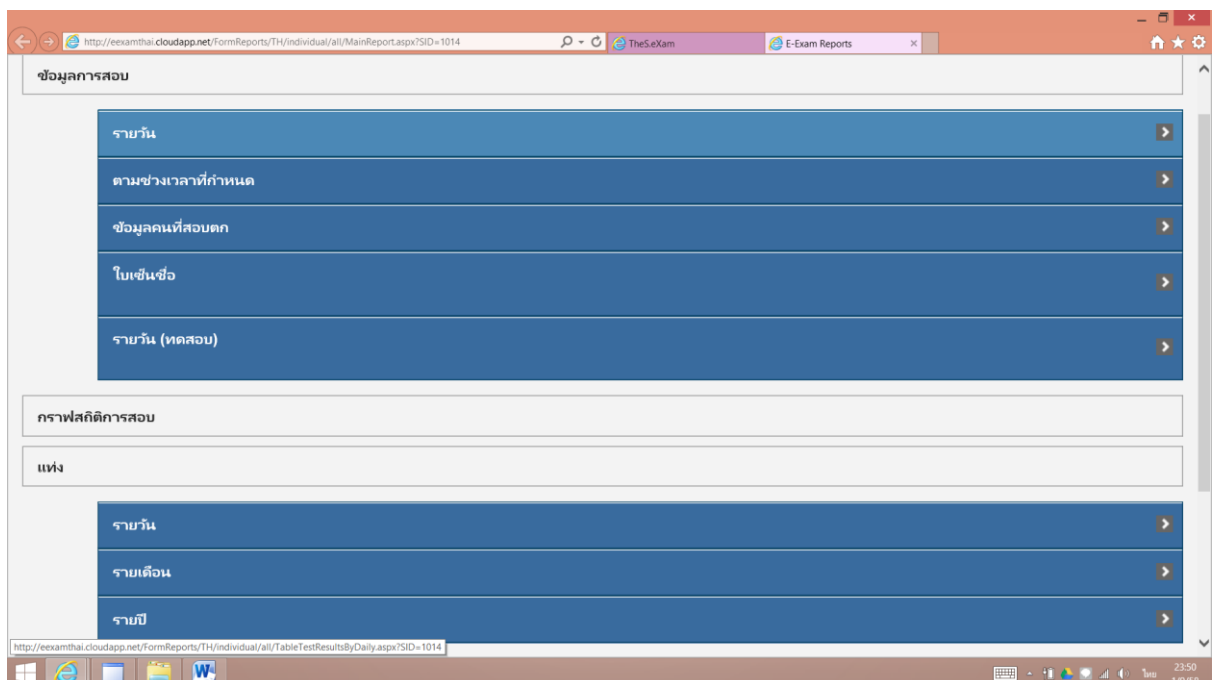 http://eexamthai.cloudapp.net/FormReports/TH/individual/all/MainReport.aspx?SID=1014
TheS.eXam
E-Exam Reports
ข้อมูลการสอบ
รายวัน
ตามช่วงเวลาที่กำหนด
ข้อมูลคนที่สอบตก
ใบเซ็นชื่อ
รายวัน (ทดสอบ)
กราฟสถิติการสอบ
แท่ง
รายวัน
รายเดือน
รายปี
http://eexamthai.cloudapp.net/FormReports/TH/individual/all/TableTestResultsByDaily.aspx?SID=1014
ไทย
23:50